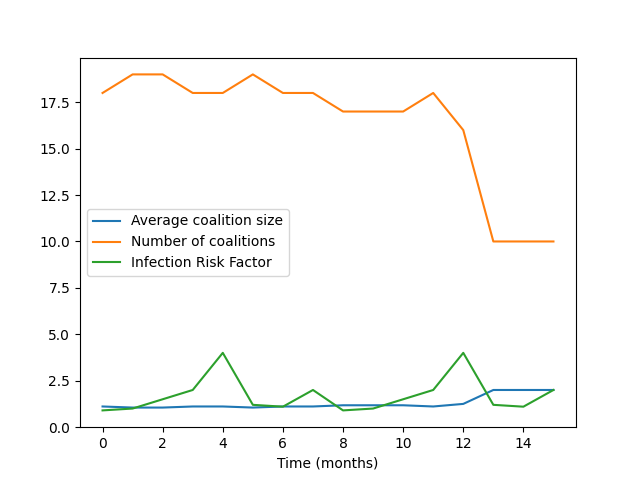 17.5
15.0
12.5
10.0
7.5
5.0
2.5
0.0
Average coalition size
Number of coalitions
Infection Risk Factor
0 2 4 6 8 10 12 14
Time (months)